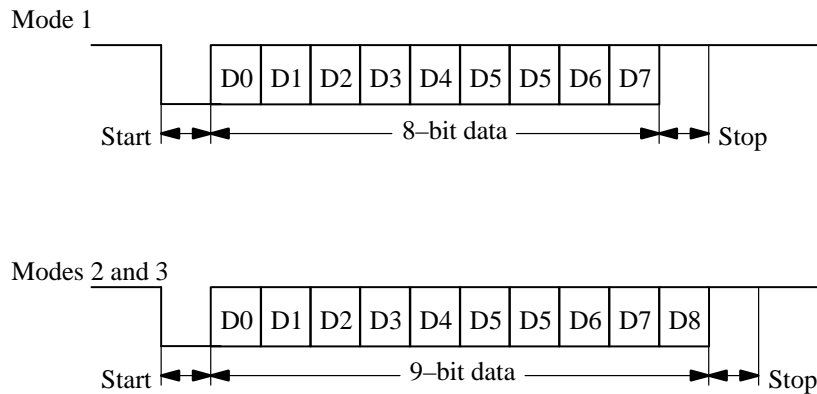 Mode 1
D0 D1 D2 D3 D4 D5 D5 D6 D7
Start 8–bit data Stop
Modes 2 and 3
D0 D1 D2 D3 D4 D5 D5 D6 D7 D8
Start 9–bit data Stop